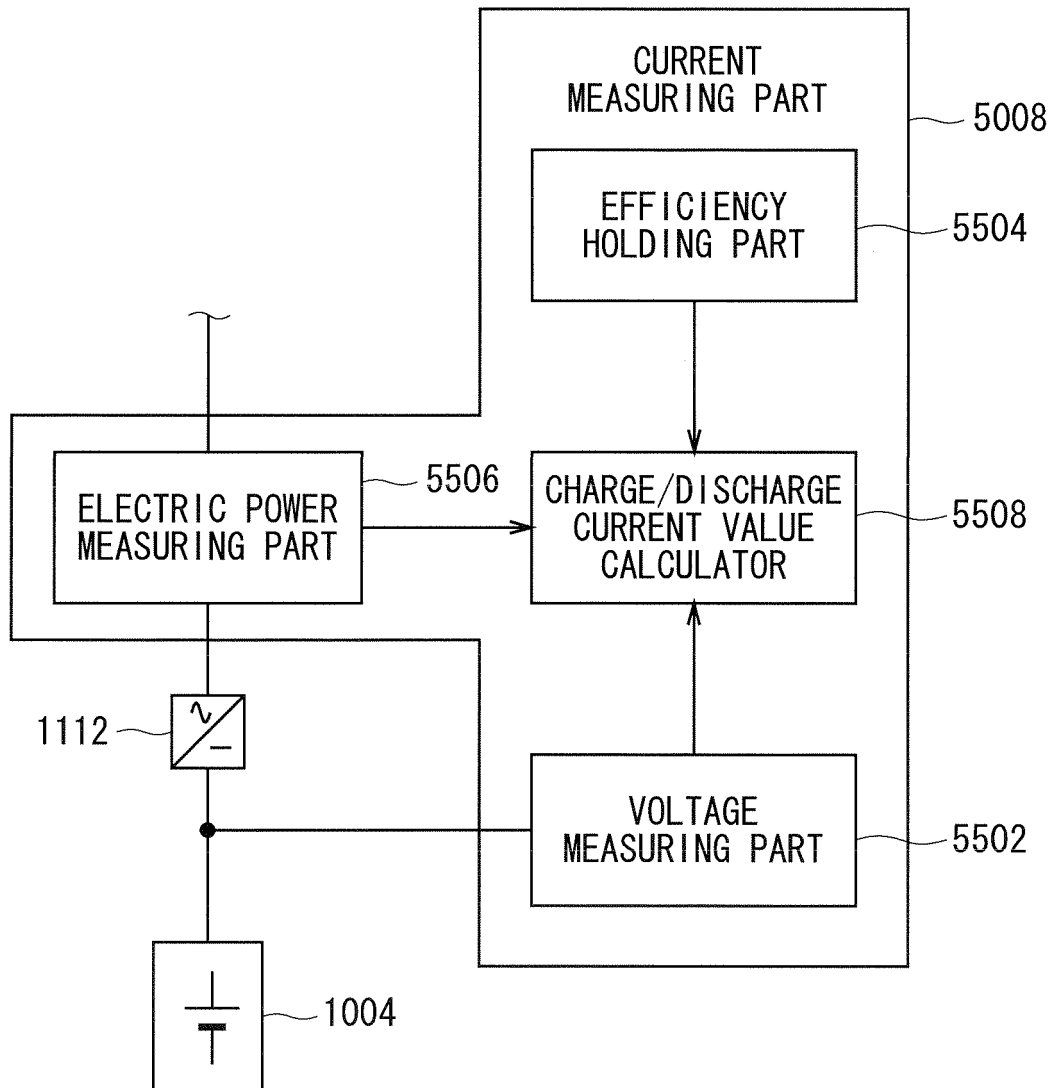 CURRENT
MEASURING PART
5008
EFFICIENCY
HOLDING PART
5504
ELECTRIC POWER
MEASURING PART
5506
CHARGE/DISCHARGE
CURRENT VALUE
CALCULATOR
5508
1112
VOLTAGE
MEASURING PART
5502
1004